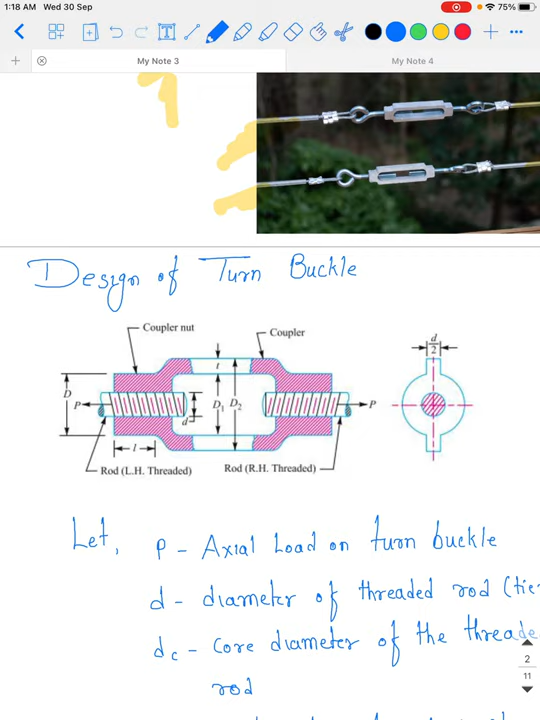 1:18 AM Wed 30 Sep
75%
My Note 3
My Note 4
Design of Turn Buckle
Coupler nut
Coupler
d
2
t
D
P
d
D1 D2
P
l
Rod (L.H. Threaded)
Rod (R.H. Threaded)
Let, P - Axial Load on turn buckle
d - diameter of threaded rod (tie
dc - core diameter of the threade
rod
2
11